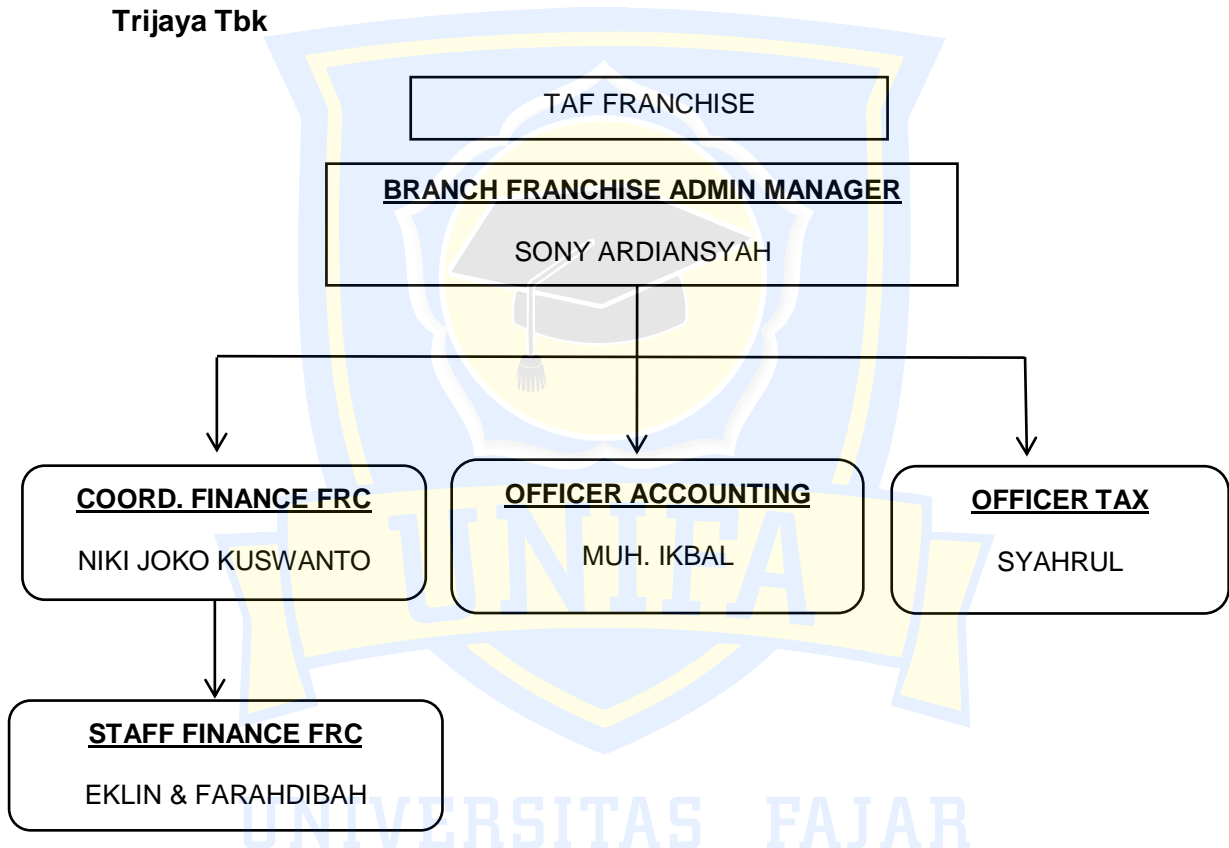 Trijaya Tbk
TAF FRANCHISE
BRANCH FRANCHISE ADMIN MANAGER
SONY ARDIANSYAH
COORD. FINANCE FRC
NIKI JOKO KUSWANTO
OFFICER ACCOUNTING
MUH. IKBAL
OFFICER TAX
SYAHRUL
STAFF FINANCE FRC
EKLIN & FARAHDIBAH
UNIFA
UNIVERSITAS FAJAR